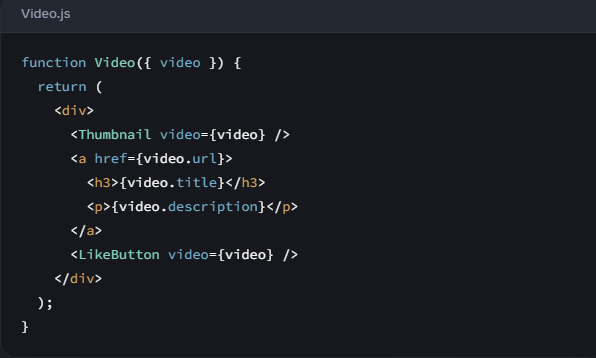 Video.js
function Video({ video }) {
  return (
    <div>
      <Thumbnail video={video} />
      <a href={video.url}>
        <h3>{video.title}</h3>
        <p>{video.description}</p>
      </a>
      <LikeButton video={video} />
    </div>
  );
}